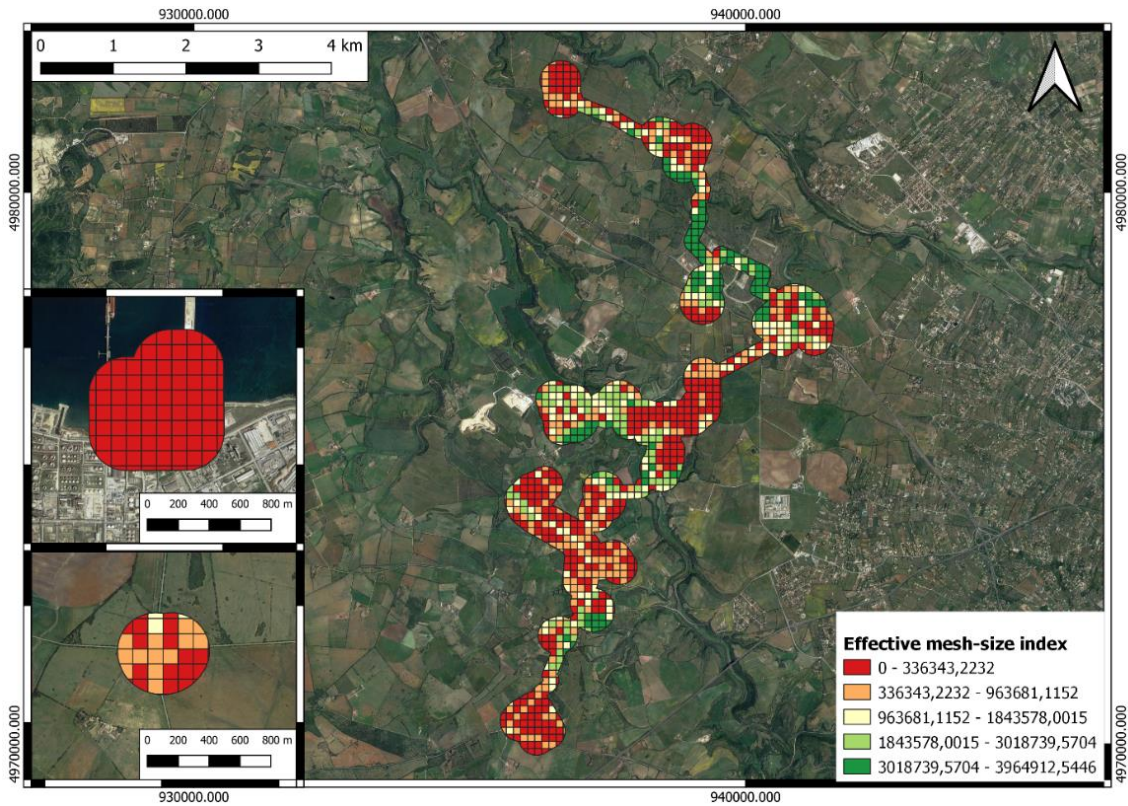 930000.000
940000.000
0 1 2 3 4 km
4980000.000
4980000.000
0 200 400 600 800 m
0 200 400 600 800 m
Effective mesh-size index
0 - 336343,2232
336343,2232 - 963681,1152
963681,1152 - 1843578,0015
1843578,0015 - 3018739,5704
3018739,5704 - 3964912,5446
4970000.000
4970000.000
930000.000
940000.000